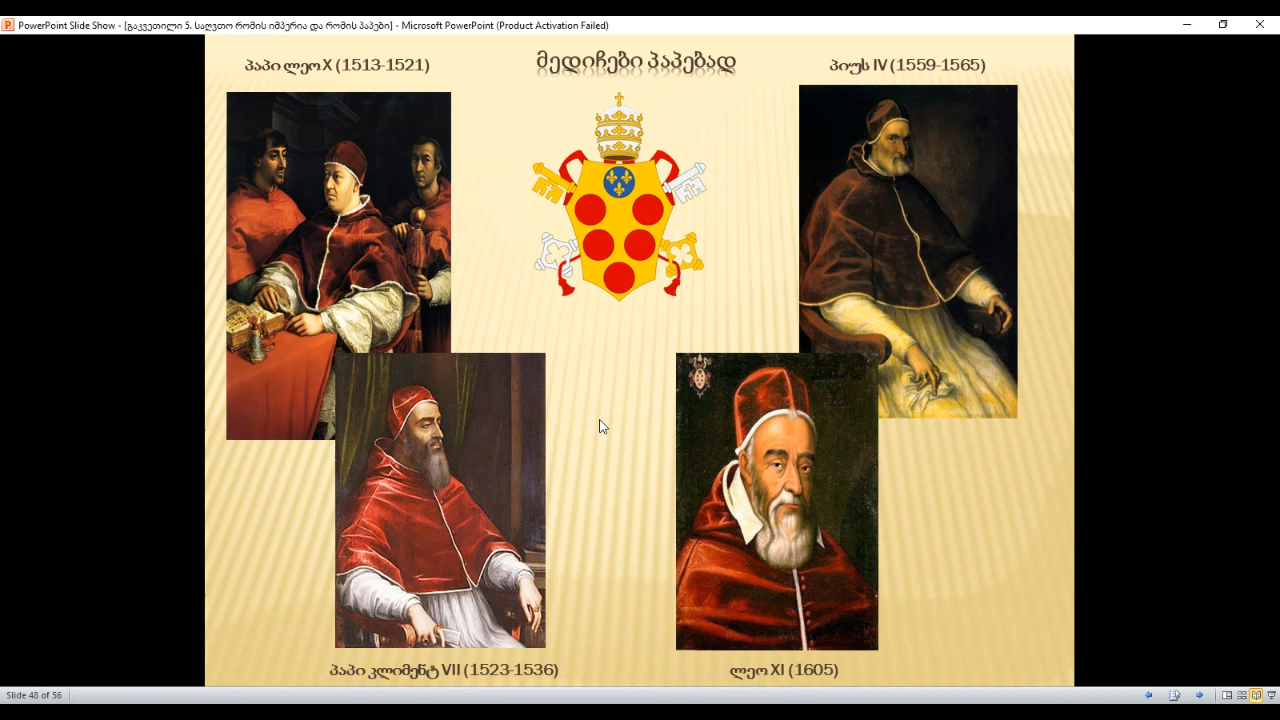 PowerPoint Slide Show - [გაკვეთილი 5. საღვთო რომის იმპერია და რომის პაპები] - Microsoft PowerPoint (Product Activation Failed)
მედიჩები პაპებად
პაპი ლეო X (1513-1521)
პიუს IV (1559-1565)
პაპი კლიმენტ VII (1523-1536)
ლეო XI (1605)
Slide 48 of 56